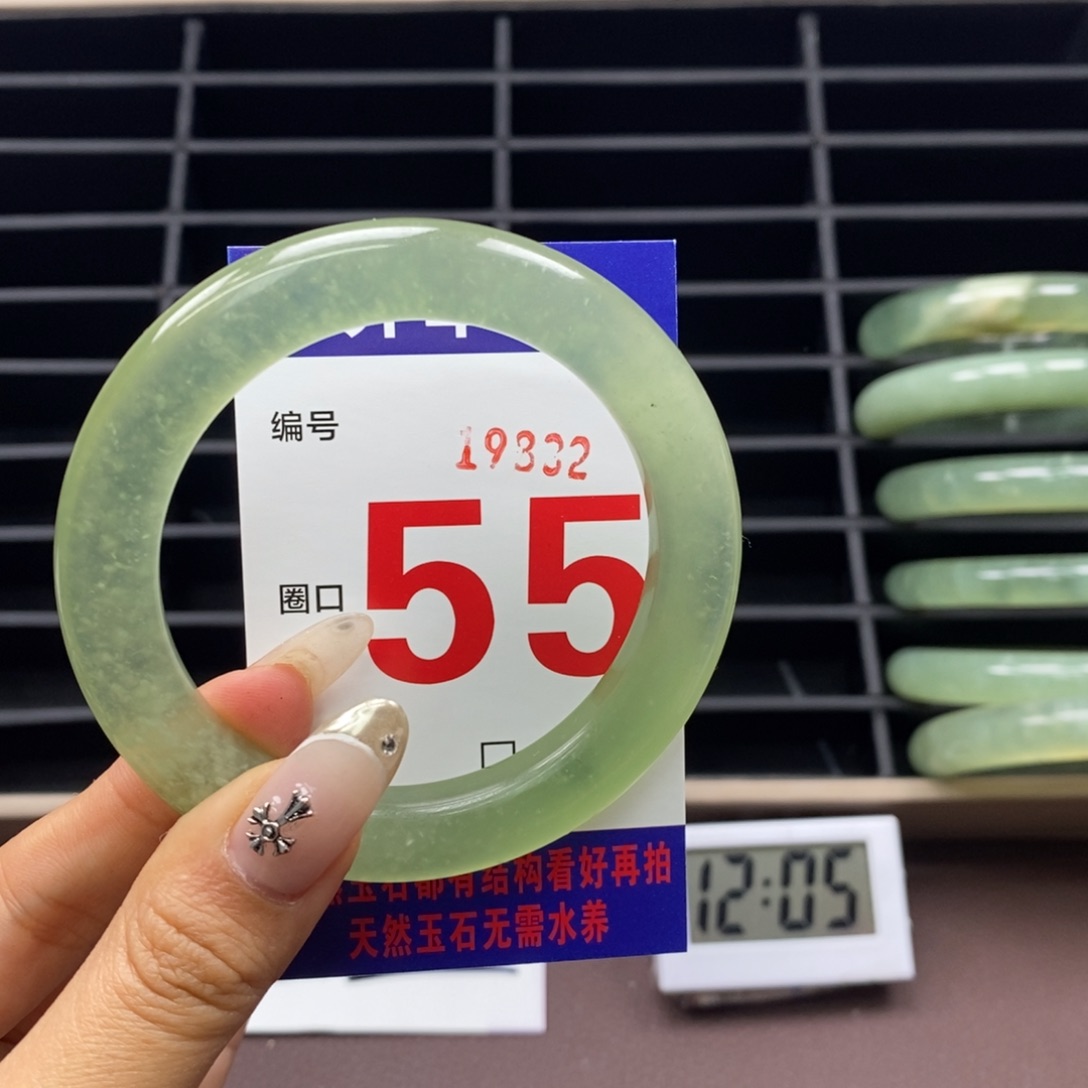 编号
19332
圈口
55
玉石都有结构看好再拍
天然玉石无需水养
12:05